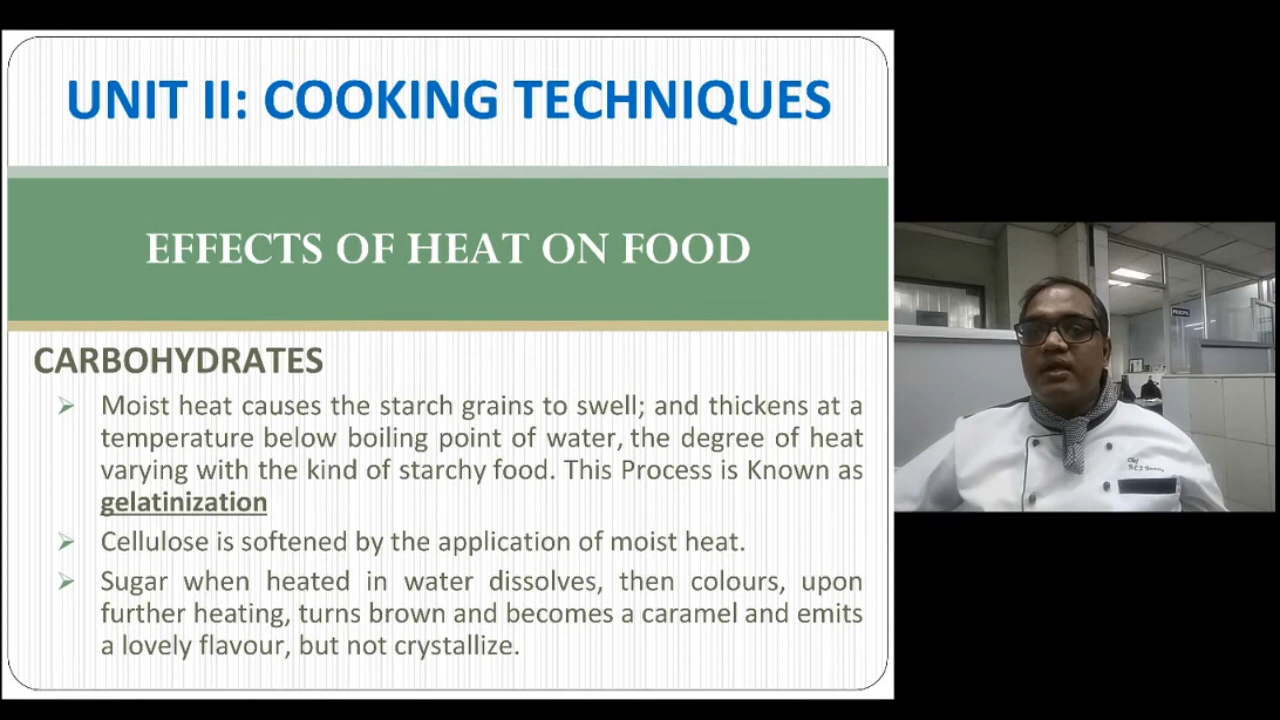 UNIT II: COOKING TECHNIQUES
EFFECTS OF HEAT ON FOOD
CARBOHYDRATES
➢ Moist heat causes the starch grains to swell; and thickens at a
temperature below boiling point of water, the degree of heat
varying with the kind of starchy food. This Process is Known as
gelatinization
➢ Cellulose is softened by the application of moist heat.
➢ Sugar when heated in water dissolves, then colours, upon
further heating, turns brown and becomes a caramel and emits
a lovely flavour, but not crystallize.
Chef